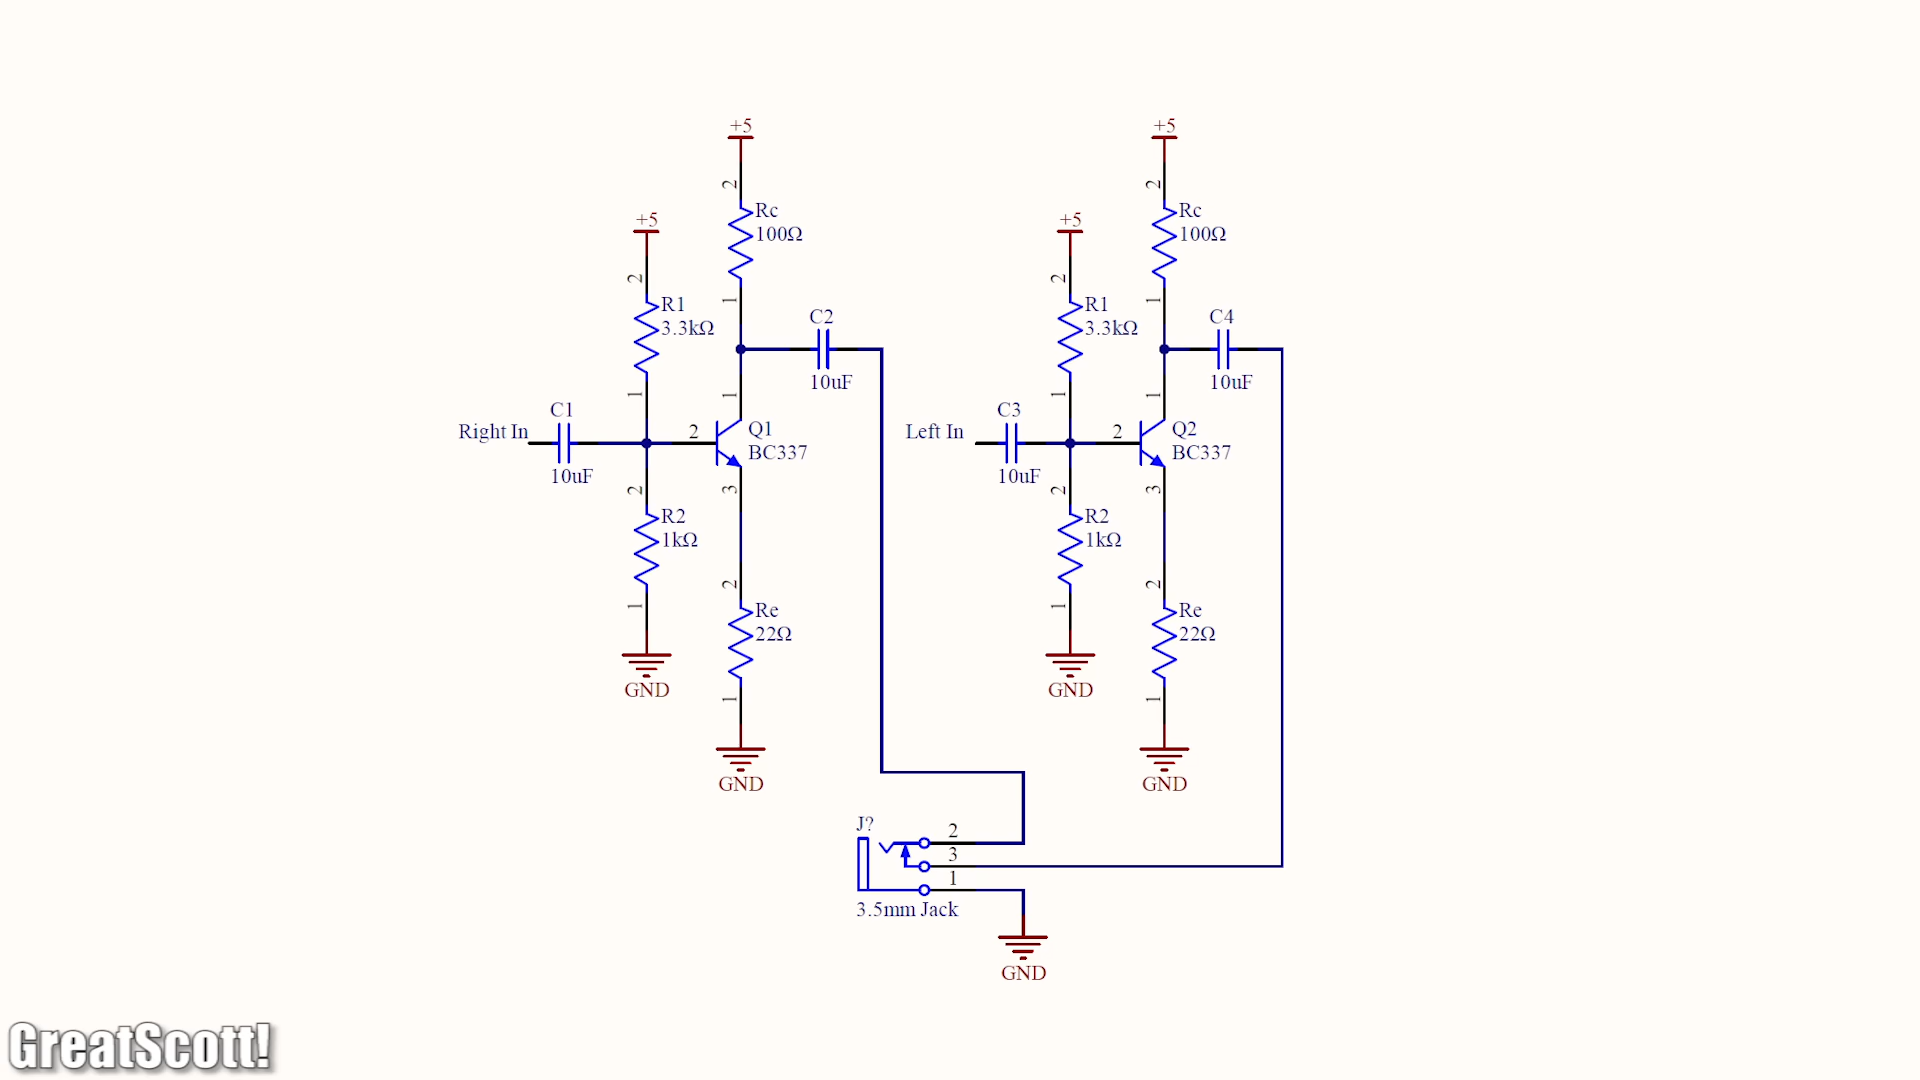 +5
+5
2
2
Rc
Rc
100Ω
100Ω
+5
+5
2
2
1
1
R1
R1
3.3kΩ
3.3kΩ
C2
C4
10uF
10uF
1
1
1
1
C1
C3
Right In
2
Q1
Left In
2
Q2
BC337
BC337
10uF
10uF
2
3
2
3
R2
R2
1kΩ
1kΩ
2
2
1
1
Re
Re
22Ω
22Ω
GND
GND
1
1
GND
GND
J?
2
3
1
3.5mm Jack
GND
GreatScott!